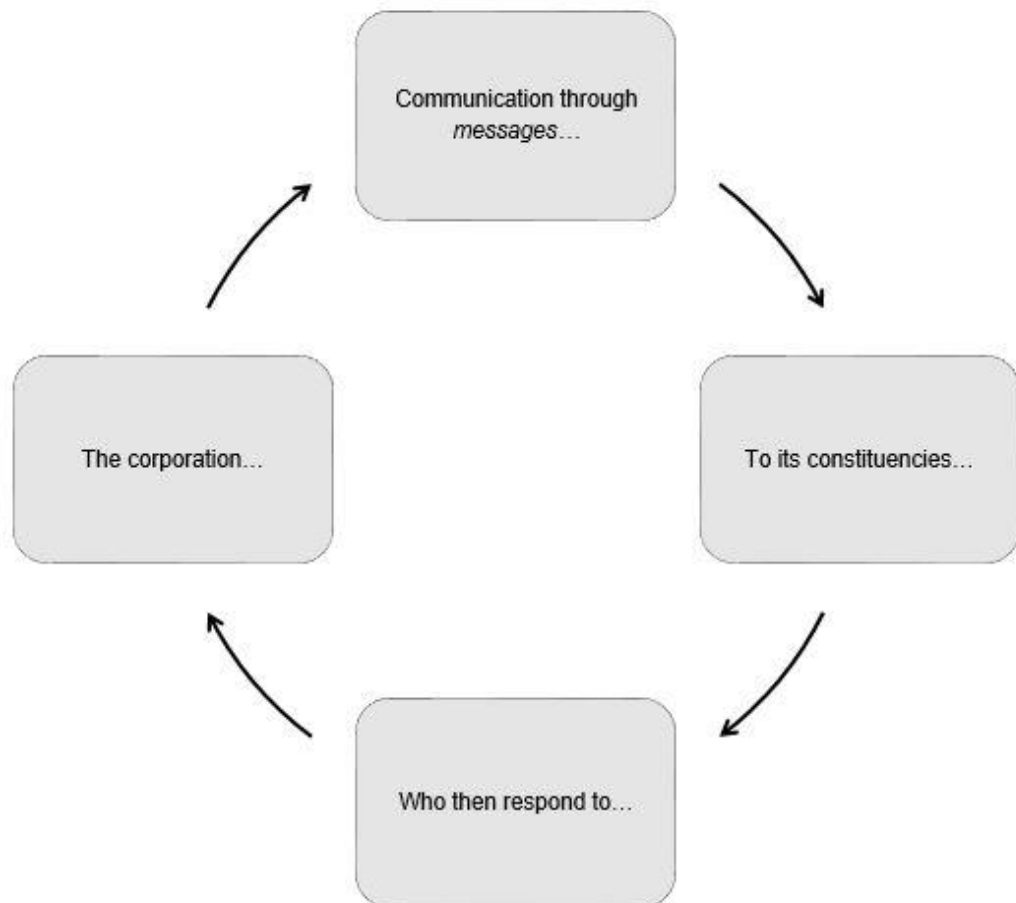 Communication through
messages…
The corporation…
To its constituencies…
Who then respond to…